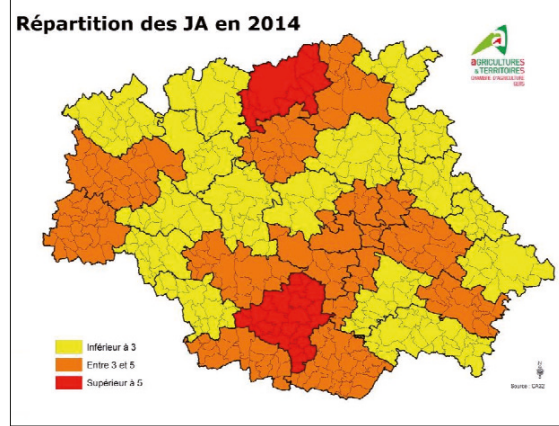 Répartition des JA en 2014
AGRICULTURES
& TERRITOIRES
CHAMBRE D'AGRICULTURE
GERS
Inférieur à 3
Entre 3 et 5
Supérieur à 5
N
Source : CA32